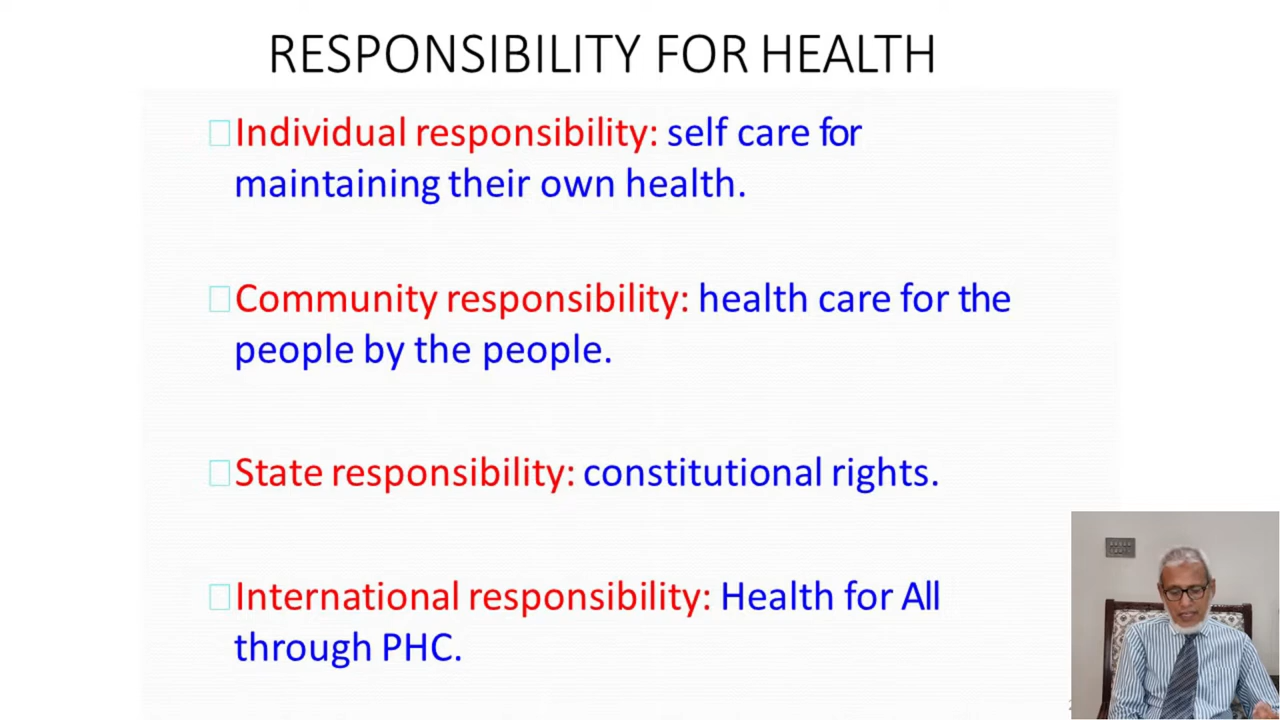 RESPONSIBILITY FOR HEALTH
Individual responsibility: self care for
maintaining their own health.
Community responsibility: health care for the
people by the people.
State responsibility: constitutional rights.
International responsibility: Health for All
through PHC.